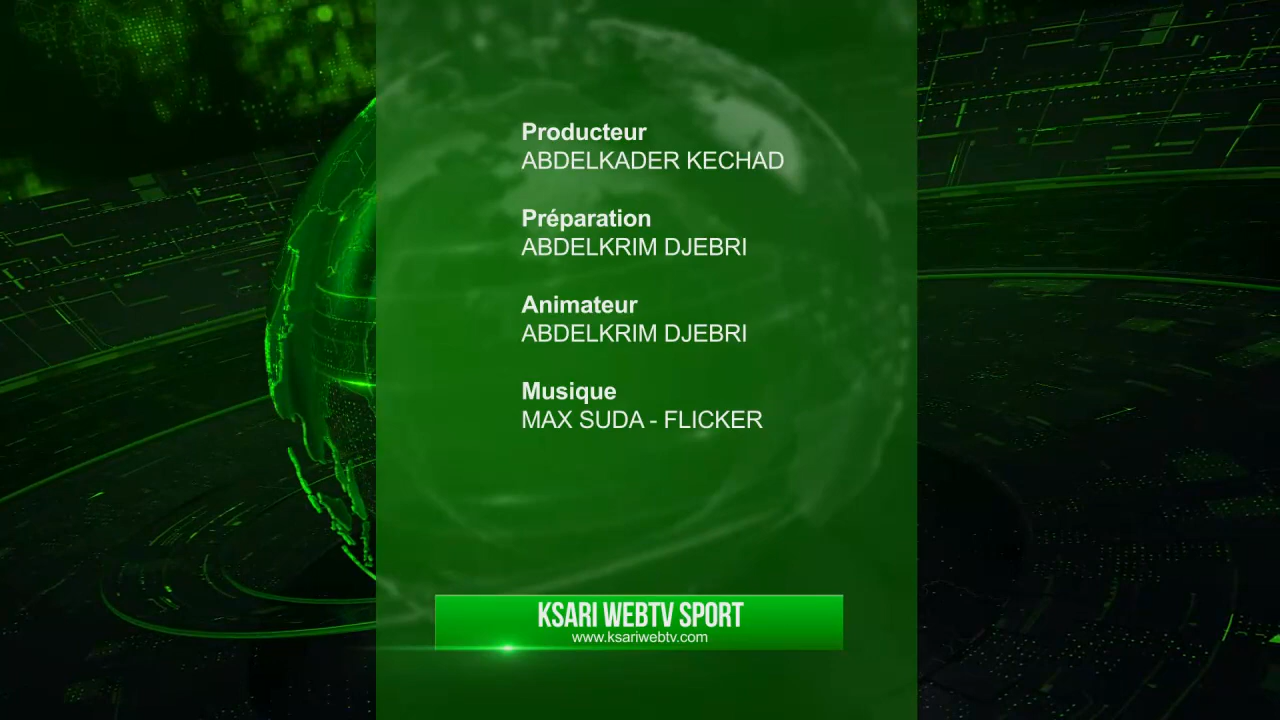 Producteur
ABDELKADER KECHAD
Préparation
ABDELKRIM DJEBRI
Animateur
ABDELKRIM DJEBRI
Musique
MAX SUDA - FLICKER
KSARI WEBTV SPORT
www.ksariwebtv.com